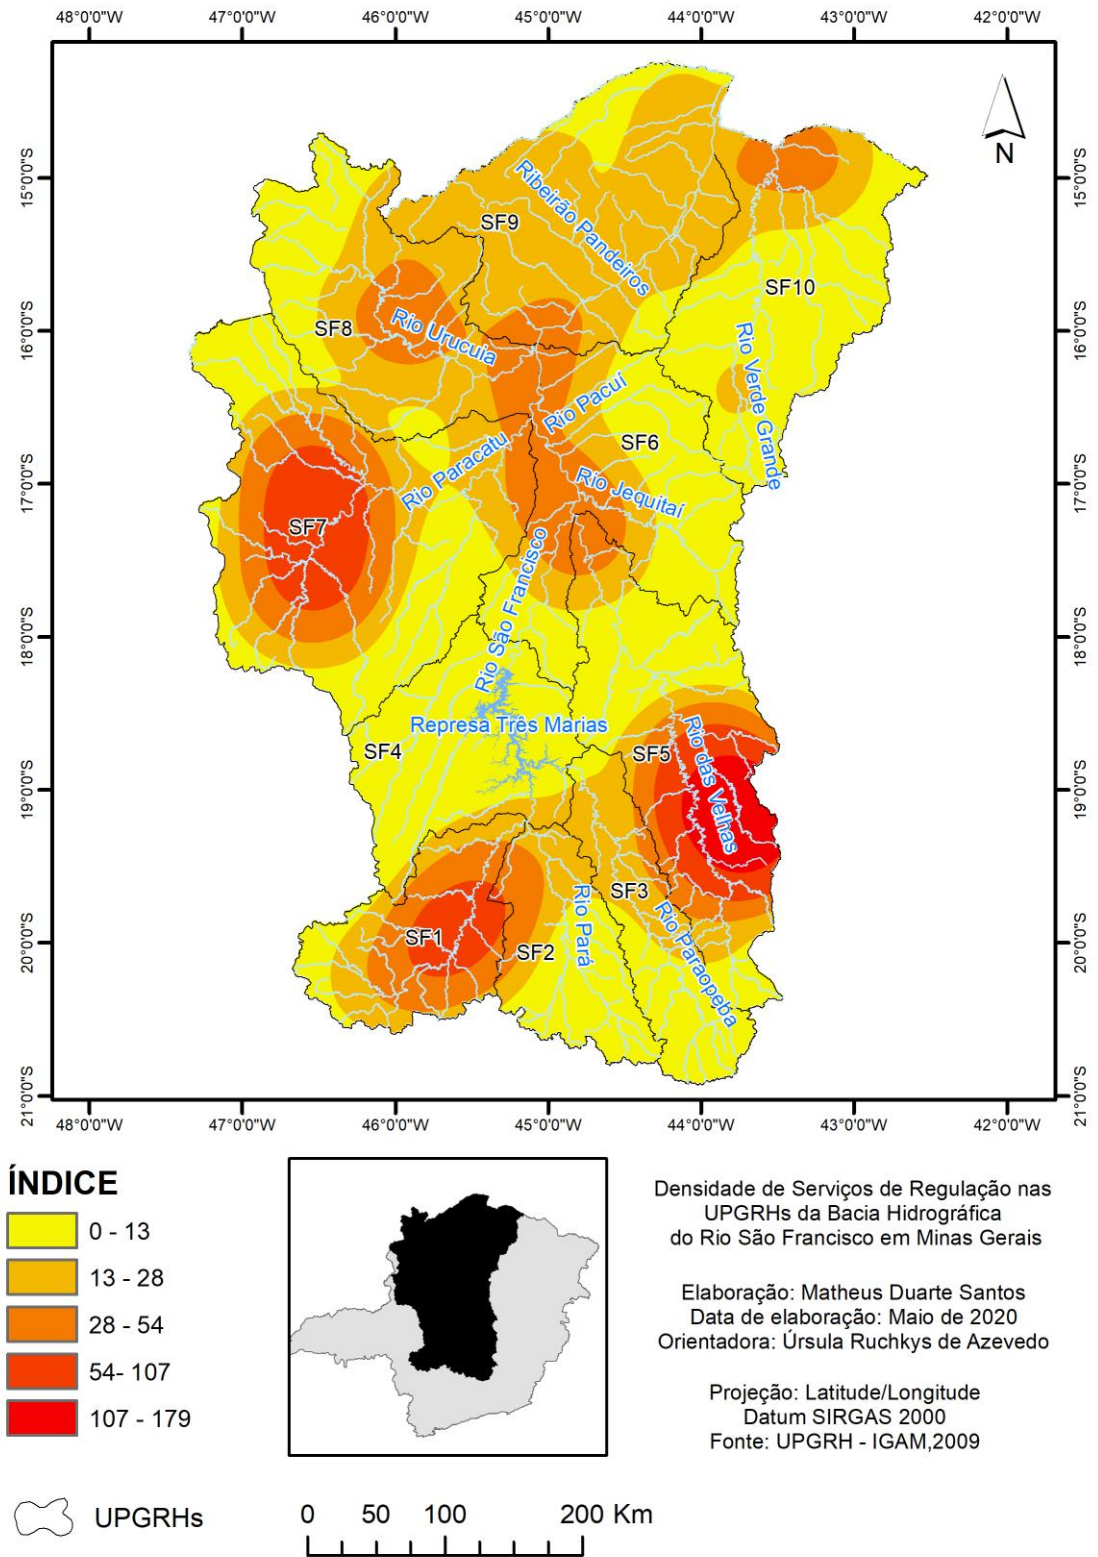 48°0'0"W
47°0'0"W
46°0'0"W
45°0'0"W
44°0'0"W
43°0'0"W
42°0'0"W
15°0'0"S
16°0'0"S
17°0'0"S
18°0'0"S
19°0'0"S
20°0'0"S
21°0'0"S
N
15°0'0"S
16°0'0"S
17°0'0"S
18°0'0"S
19°0'0"S
20°0'0"S
21°0'0"S
Ribeirão Pandeiros
SF9
SF10
SF8
Rio Urucuia
Rio Verde Grande
Rio Pacuí
SF6
Rio Paracatu
Rio Jequitaí
SF7
Rio São Francisco
Represa Três Marias
SF4
SF5
Rio das Velhas
SF3
Rio Pará
Rio Paraopeba
SF1
SF2
48°0'0"W
47°0'0"W
46°0'0"W
45°0'0"W
44°0'0"W
43°0'0"W
42°0'0"W
ÍNDICE
0 - 13
13 - 28
28 - 54
54- 107
107 - 179
UPGRHs
0 50 100 200 Km
Densidade de Serviços de Regulação nas
UPGRHs da Bacia Hidrográfica
do Rio São Francisco em Minas Gerais
Elaboração: Matheus Duarte Santos
Data de elaboração: Maio de 2020
Orientadora: Úrsula Ruchkys de Azevedo
Projeção: Latitude/Longitude
Datum SIRGAS 2000
Fonte: UPGRH - IGAM,2009